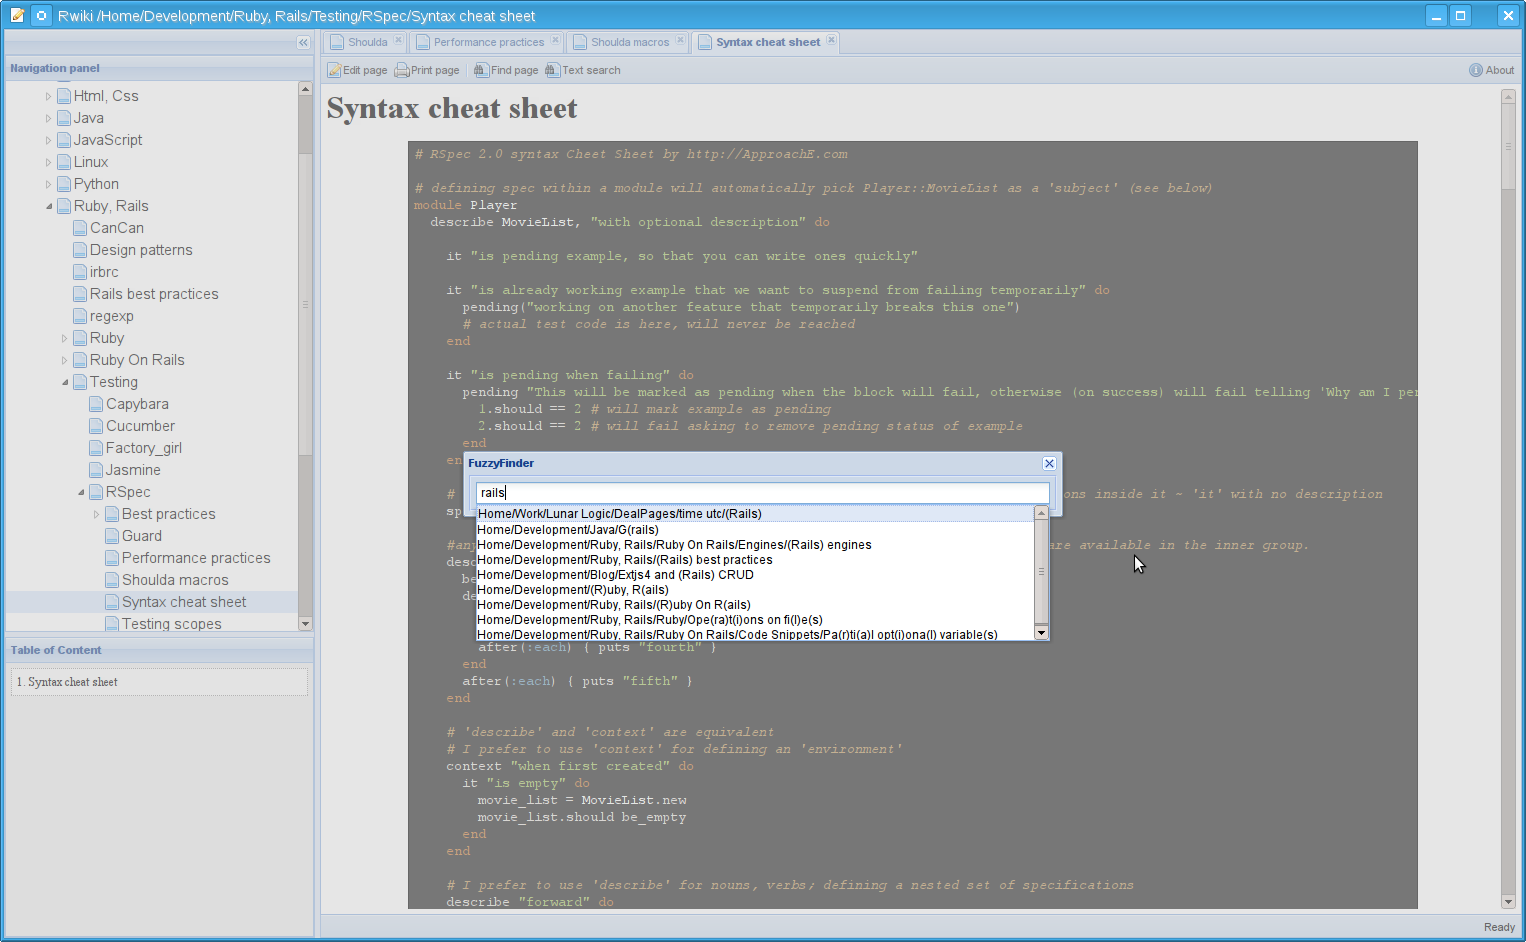 Rwiki /Home/Development/Ruby, Rails/Testing/RSpec/Syntax cheat sheet
Navigation panel
Html, Css
Java
JavaScript
Linux
Python
Ruby, Rails
CanCan
Design patterns
irbrc
Rails best practices
regexp
Ruby
Ruby On Rails
Testing
Capybara
Cucumber
Factory_girl
Jasmine
RSpec
Best practices
Guard
Performance practices
Shoulda macros
Syntax cheat sheet
Testing scopes
Table of Content
1. Syntax cheat sheet
Shoulda Performance practices Shoulda macros Syntax cheat sheet
Edit page Print page Find page Text search About
Syntax cheat sheet
# RSpec 2.0 syntax Cheet Sheet by http://ApproachE.com
# defining spec within a module will automatically pick Player::MovieList as a 'subject' (see below)
module Player
describe MovieList, "with optional description" do
it "is pending example, so that you can write ones quickly"
it "is already working example that we want to suspend from failing temporarily" do
pending("working on another feature that temporarily breaks this one")
# actual test code is here, will never be reached
end
it "is pending when failing" do
pending "This will be marked as pending when the block will fail, otherwise (on success) will fail telling 'Why am I per
1.should == 2 # will mark example as pending
2.should == 2 # will fail asking to remove pending status of example
end
en
FuzzyFinder
rails
# ons inside it ~ 'it' with no description
sp
Home/Work/Lunar Logic/DealPages/time utc/(Rails)
Home/Development/Java/G(rails)
Home/Development/Ruby, Rails/Ruby On Rails/Engines/(Rails) engines
#any are available in the inner group.
Home/Development/Ruby, Rails/(Rails) best practices
desc
Home/Development/Blog/Extjs4 and (Rails) CRUD
be
Home/Development/(R)uby, R(ails)
de
Home/Development/Ruby, Rails/(R)uby On R(ails)
Home/Development/Ruby, Rails/Ruby/Ope(ra)t(i)ons on fi(l)e(s)
Home/Development/Ruby, Rails/Ruby On Rails/Code Snippets/Pa(r)ti(a)l opt(i)ona(l) variable(s)
after(:each) { puts "fourth" }
end
after(:each) { puts "fifth" }
end
# 'describe' and 'context' are equivalent
# I prefer to use 'context' for defining an 'environment'
context "when first created" do
it "is empty" do
movie_list = MovieList.new
movie_list.should be_empty
end
end
# I prefer to use 'describe' for nouns, verbs; defining a nested set of specifications
describe "forward" do
Ready